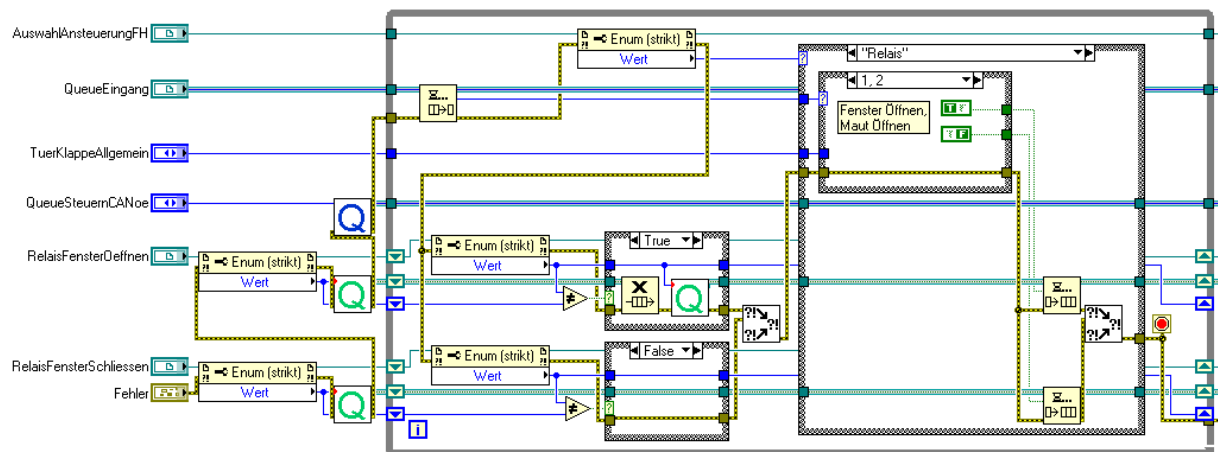 AuswahlAnsteuerungFH
QueueEingang
TuerKlappeAllgemein
QueueSteuernCANoe
RelaisFensterOeffnen
RelaisFensterSchliessen
Fehler
Enum (strikt)
Wert
Q
Enum (strikt)
Wert
Q
Enum (strikt)
Wert
Q
Enum (strikt)
Wert
True
Q
Enum (strikt)
Wert
False
i
"Relais"
1, 2
Fenster Öffnen,
Maut Öffnen
T F
T F